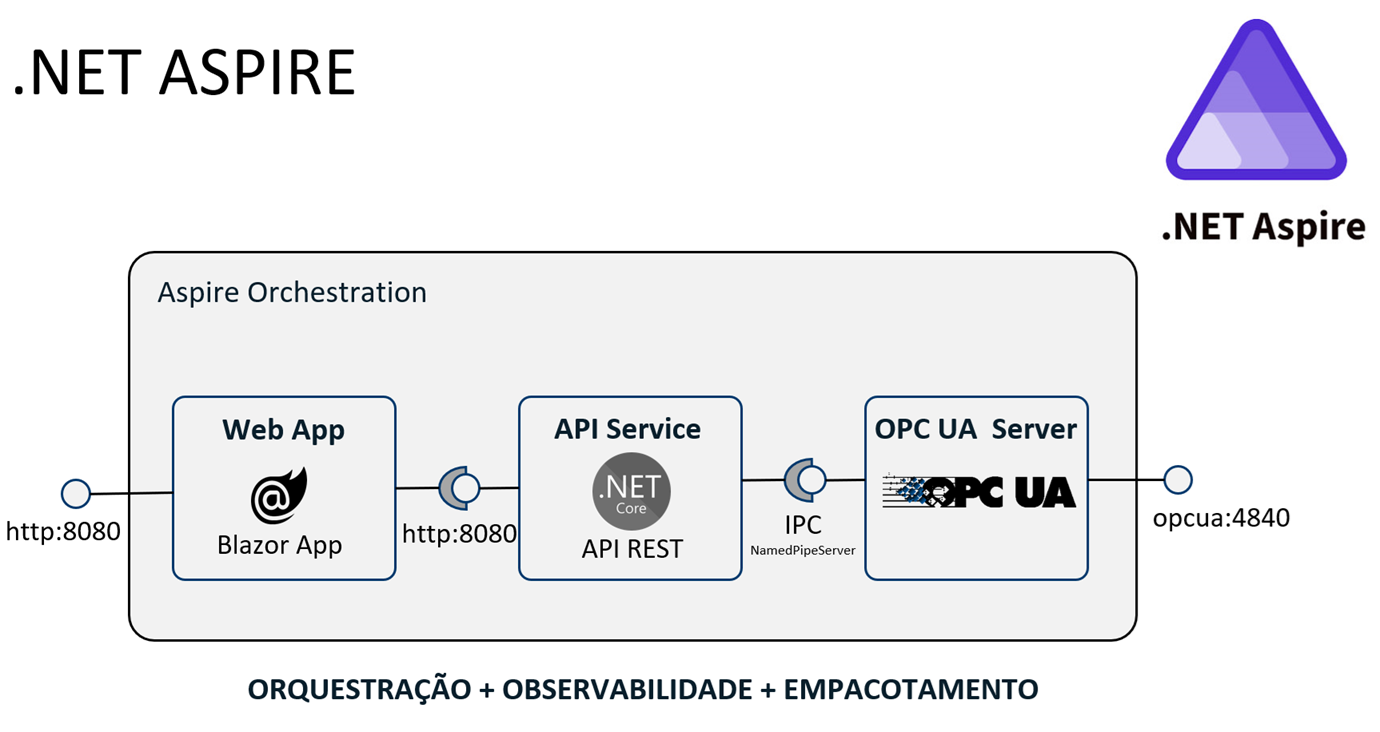 .NET ASPIRE
.NET Aspire
Aspire Orchestration
Web App
Blazor App
API Service
.NET
Core
API REST
OPC UA  Server
OPC UA
http:8080
http:8080
IPC
NamedPipeServer
opcua:4840
ORQUESTRAÇÃO + OBSERVABILIDADE + EMPACOTAMENTO